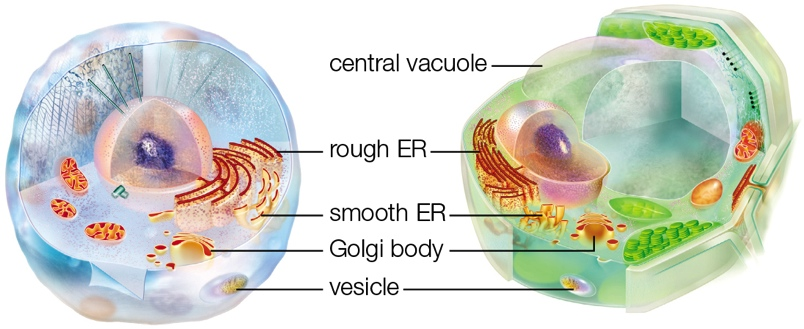 central vacuole
rough ER
smooth ER
Golgi body
vesicle